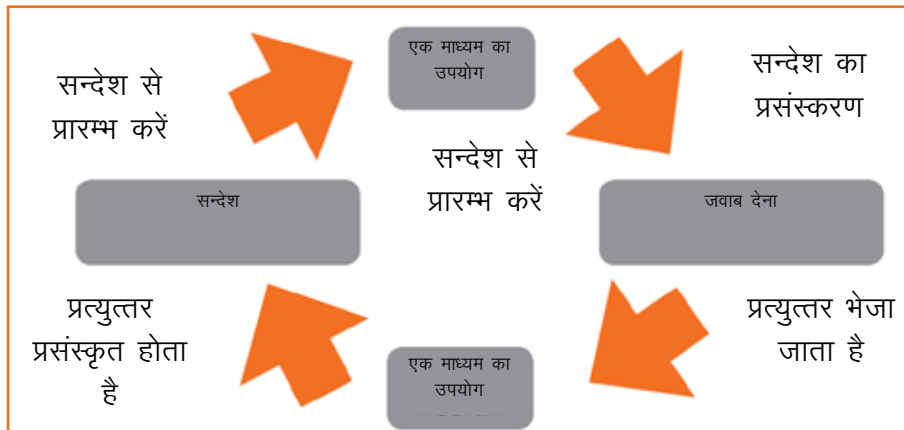 एक माध्यम का
उपयोग
सन्देश से
प्रारम्भ करें
सन्देश का
प्रसंस्करण
सन्देश से
प्रारम्भ करें
सन्देश
जवाब देना
प्रत्युत्तर
प्रसंस्कृत होता
है
एक माध्यम का
उपयोग
प्रत्युत्तर भेजा
जाता है